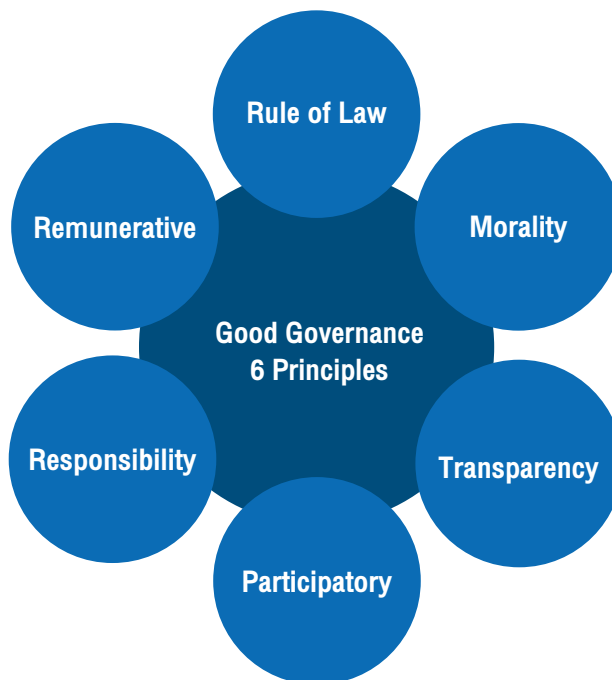 Rule of Law
Remunerative
Morality
Good Governance
6 Principles
Responsibility
Transparency
Participatory